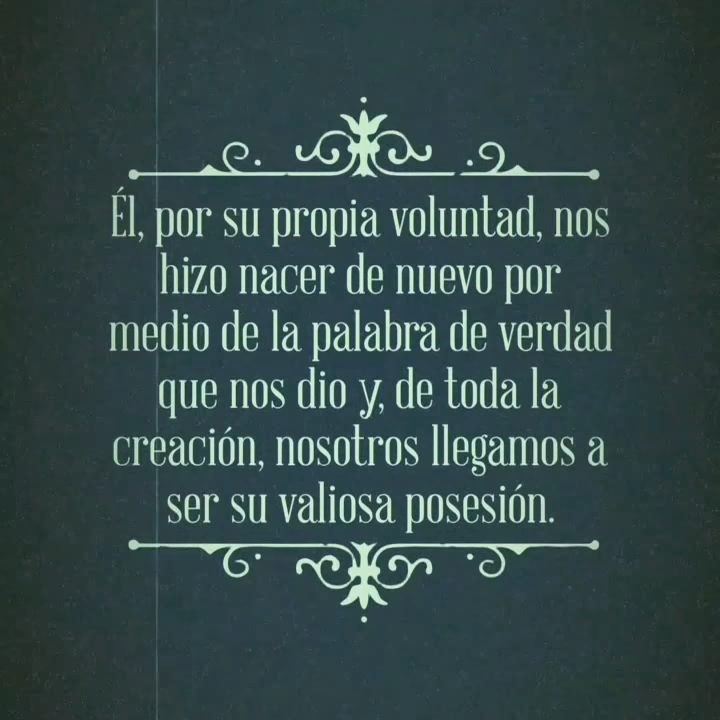 Él, por su propia voluntad, nos
hizo nacer de nuevo por
medio de la palabra de verdad
que nos dio y, de toda la
creación, nosotros llegamos a
ser su valiosa posesión.